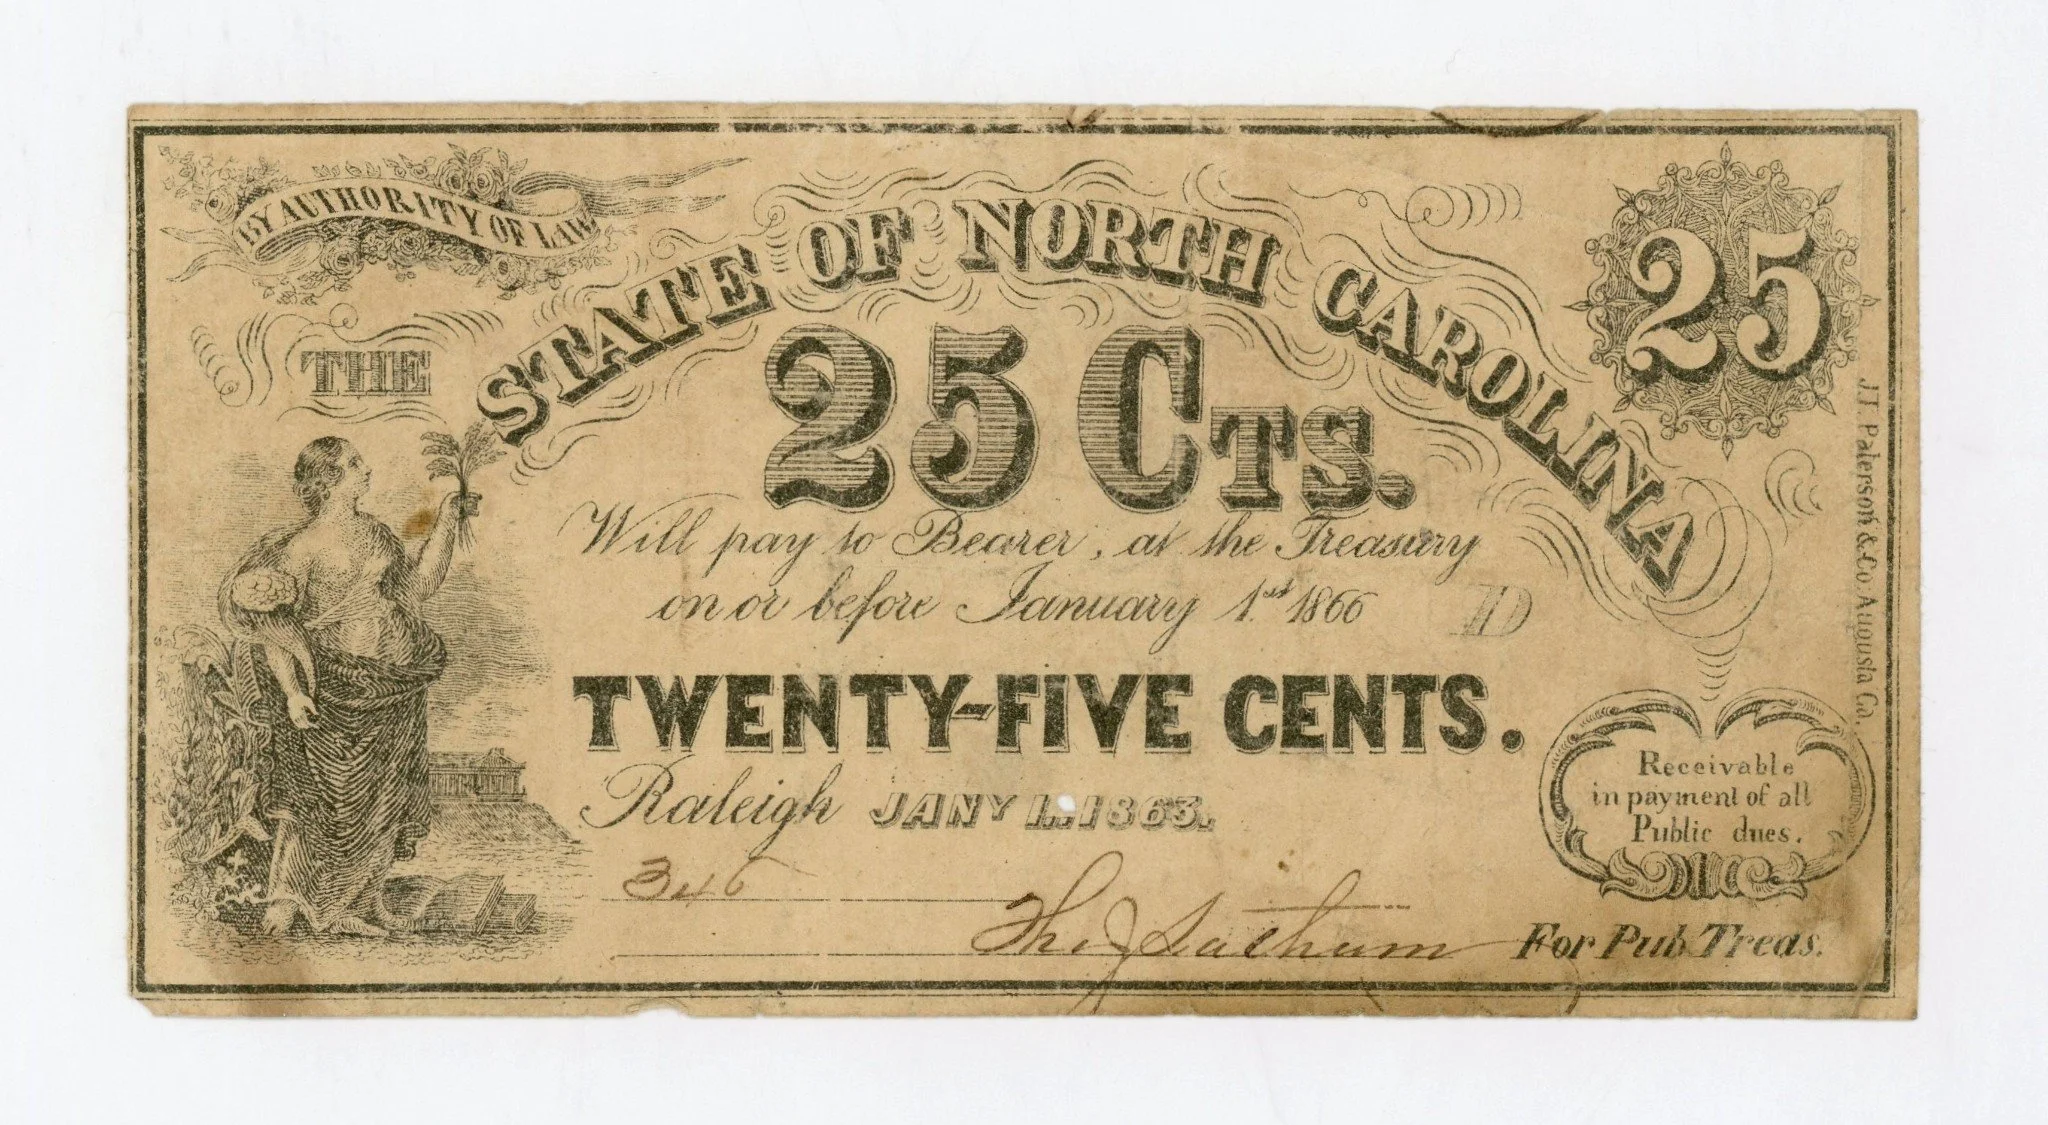 BY AUTHORITY OF LAW
THE
STATE OF NORTH CAROLINA
25
25 CTS.
Will pay to Bearer, at the Treasury
on or before January 1st 1866
D
TWENTY-FIVE CENTS.
Raleigh JANY 1.. 1863.
346
Tho J
For Pub. Treas.
Receivable
in payment of all
Public dues.
J.T. Paterson & Co. Augusta Ga.